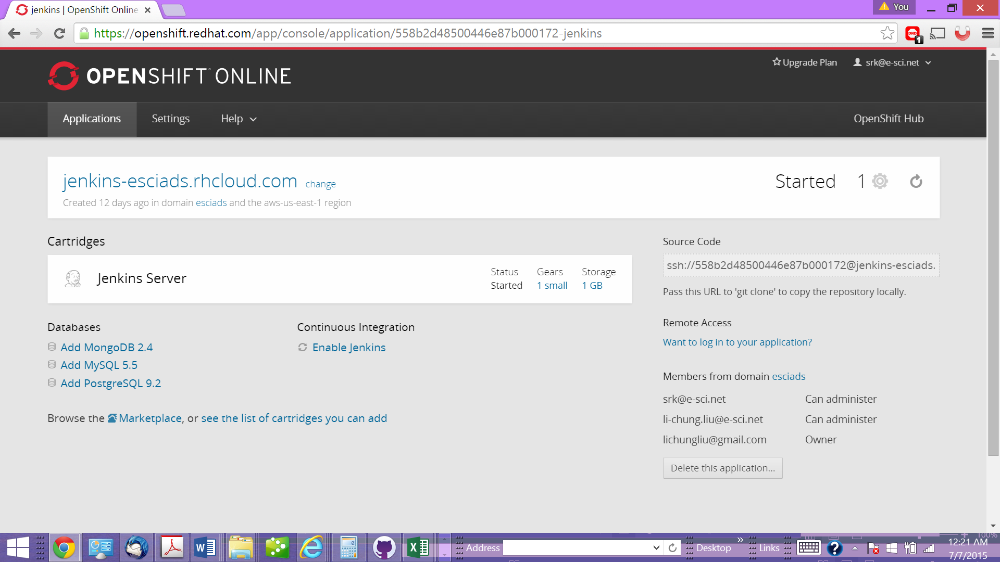 jenkins | OpenShift Online
You
https://openshift.redhat.com/app/console/application/558b2d48500446e87b000172-jenkins
DND
1
OPENSHIFT ONLINE
Upgrade Plan
srk@e-sci.net
Applications
Settings
Help
OpenShift Hub
jenkins-esciads.rhcloud.com change
Started 1
Created 12 days ago in domain esciads and the aws-us-east-1 region
Cartridges
Jenkins Server
Status Gears Storage
Started 1 small 1 GB
Databases
Add MongoDB 2.4
Add MySQL 5.5
Add PostgreSQL 9.2
Continuous Integration
Enable Jenkins
Browse the Marketplace, or see the list of cartridges you can add
Source Code
ssh://558b2d48500446e87b000172@jenkins-esciads.
Pass this URL to 'git clone' to copy the repository locally.
Remote Access
Want to log in to your application?
Members from domain esciads
srk@e-sci.net Can administer
li-chung.liu@e-sci.net Can administer
lichungliu@gmail.com Owner
Delete this application...
Address
Desktop
Links
100%
12:21 AM
7/7/2015